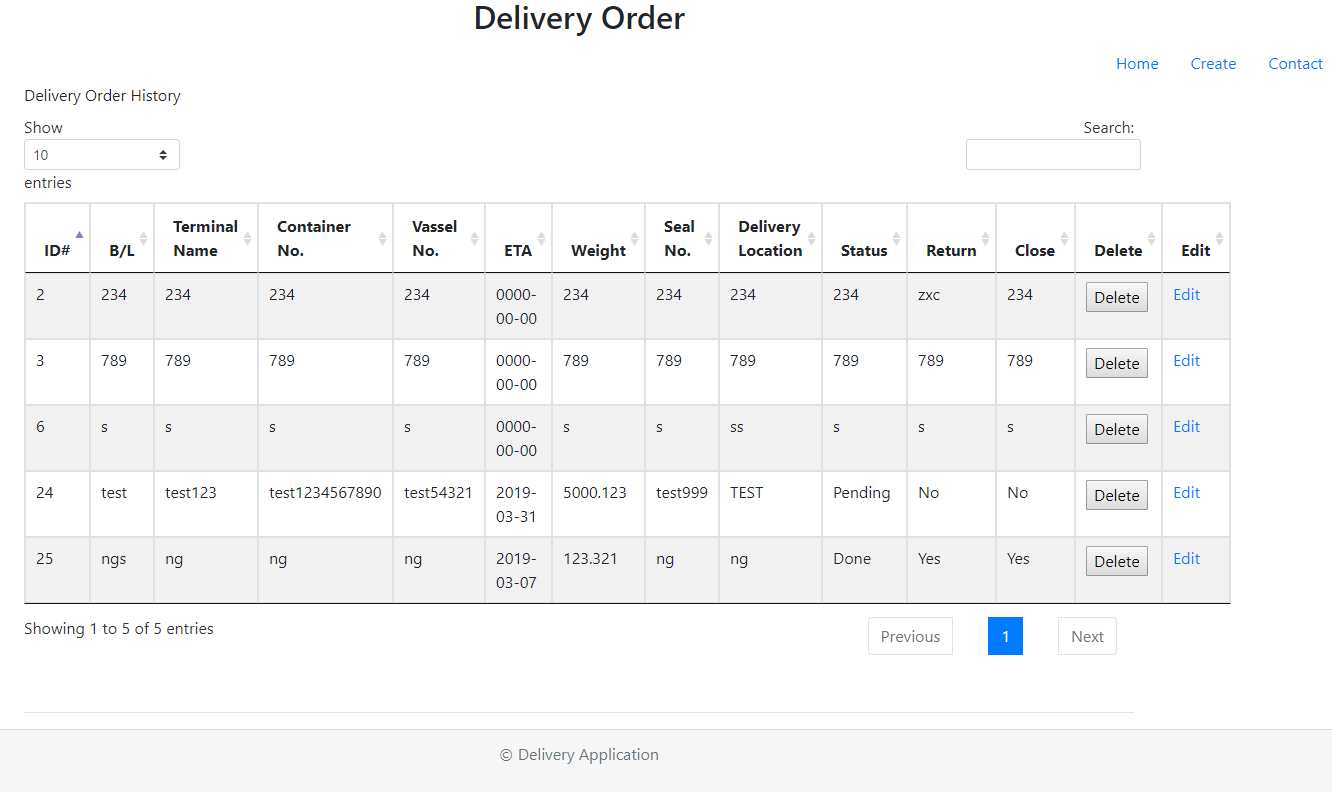 Delivery Order
Home Create Contact
Delivery Order History
Show
10
entries
Search:
ID# B/L Terminal Name Container No. Vassel No. ETA Weight Seal No. Delivery Location Status Return Close Delete Edit
2 234 234 234 234 0000-00-00 234 234 234 234 zxc 234 Delete Edit
3 789 789 789 789 0000-00-00 789 789 789 789 789 789 Delete Edit
6 s s s s 0000-00-00 s s ss s s s Delete Edit
24 test test123 test1234567890 test54321 2019-03-31 5000.123 test999 TEST Pending No No Delete Edit
25 ngs ng ng ng 2019-03-07 123.321 ng ng Done Yes Yes Delete Edit
Showing 1 to 5 of 5 entries
Previous 1 Next
© Delivery Application